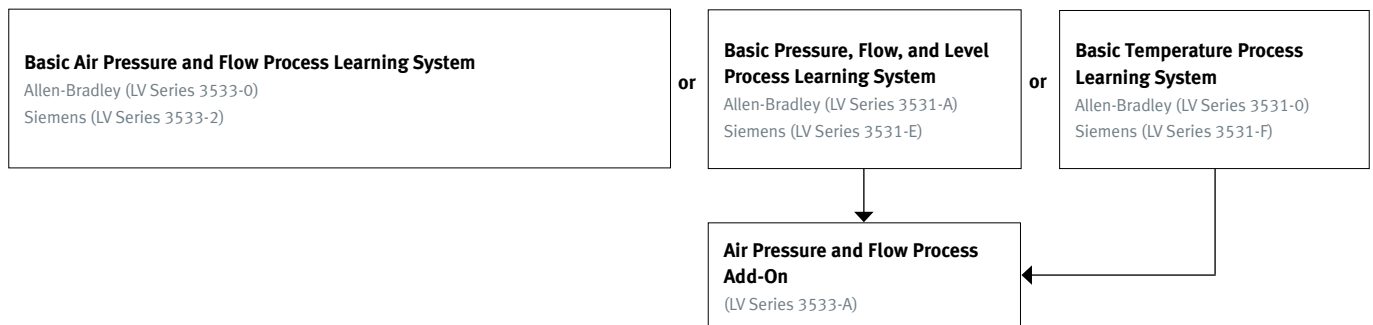 Basic Air Pressure and Flow Process Learning System
Allen-Bradley (LV Series 3533-0)
Siemens (LV Series 3533-2)
or
Basic Pressure, Flow, and Level
Process Learning System
Allen-Bradley (LV Series 3531-A)
Siemens (LV Series 3531-E)
or
Basic Temperature Process
Learning System
Allen-Bradley (LV Series 3531-0)
Siemens (LV Series 3531-F)
Air Pressure and Flow Process
Add-On
(LV Series 3533-A)